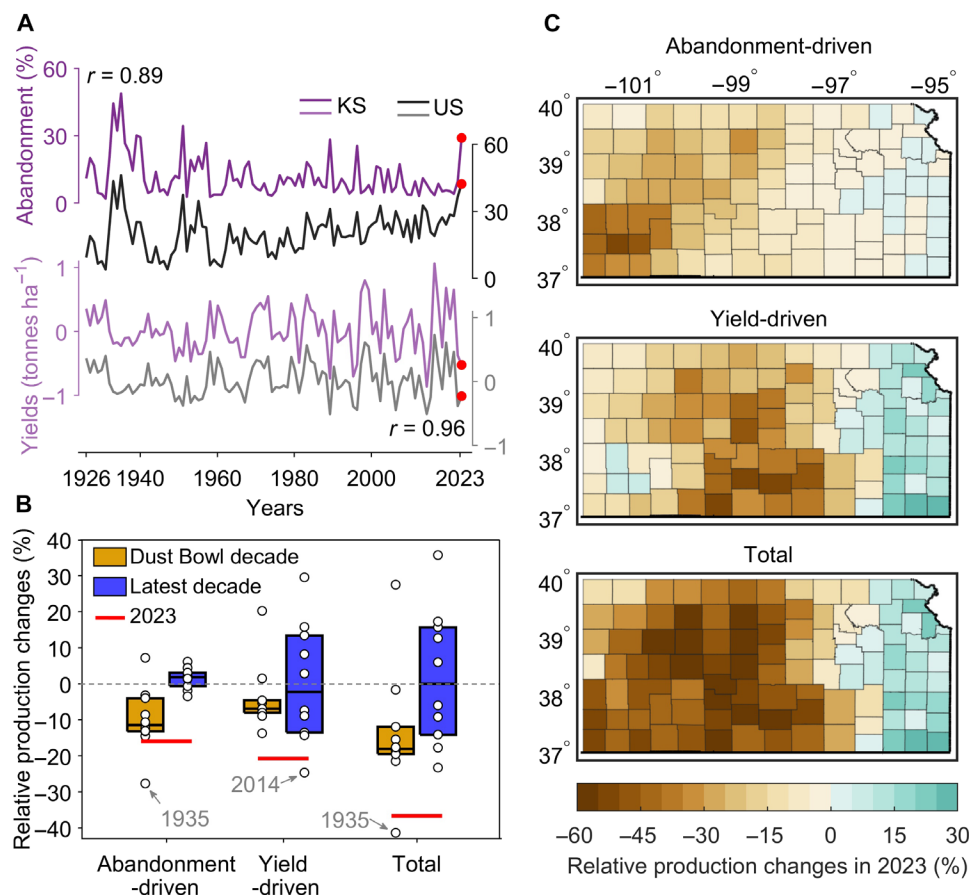 A
r = 0.89
KS
US
Abandonment (%)
60
30
0
60
30
0
Yields (tonnes ha⁻¹)
1
0
−1
1
0
−1
r = 0.96
1926 1940 1960 1980 2000 2023
Years
B
Relative production changes (%)
40
30
20
10
0
−10
−20
−30
−40
Dust Bowl decade
Latest decade
2023
1935
2014
1935
Abandonment
-driven
Yield
-driven
Total
C
Abandonment-driven
−101° −99° −97° −95°
40°
39°
38°
37°
Yield-driven
40°
39°
38°
37°
Total
40°
39°
38°
37°
−60 −45 −30 −15 0 15 30
Relative production changes in 2023 (%)